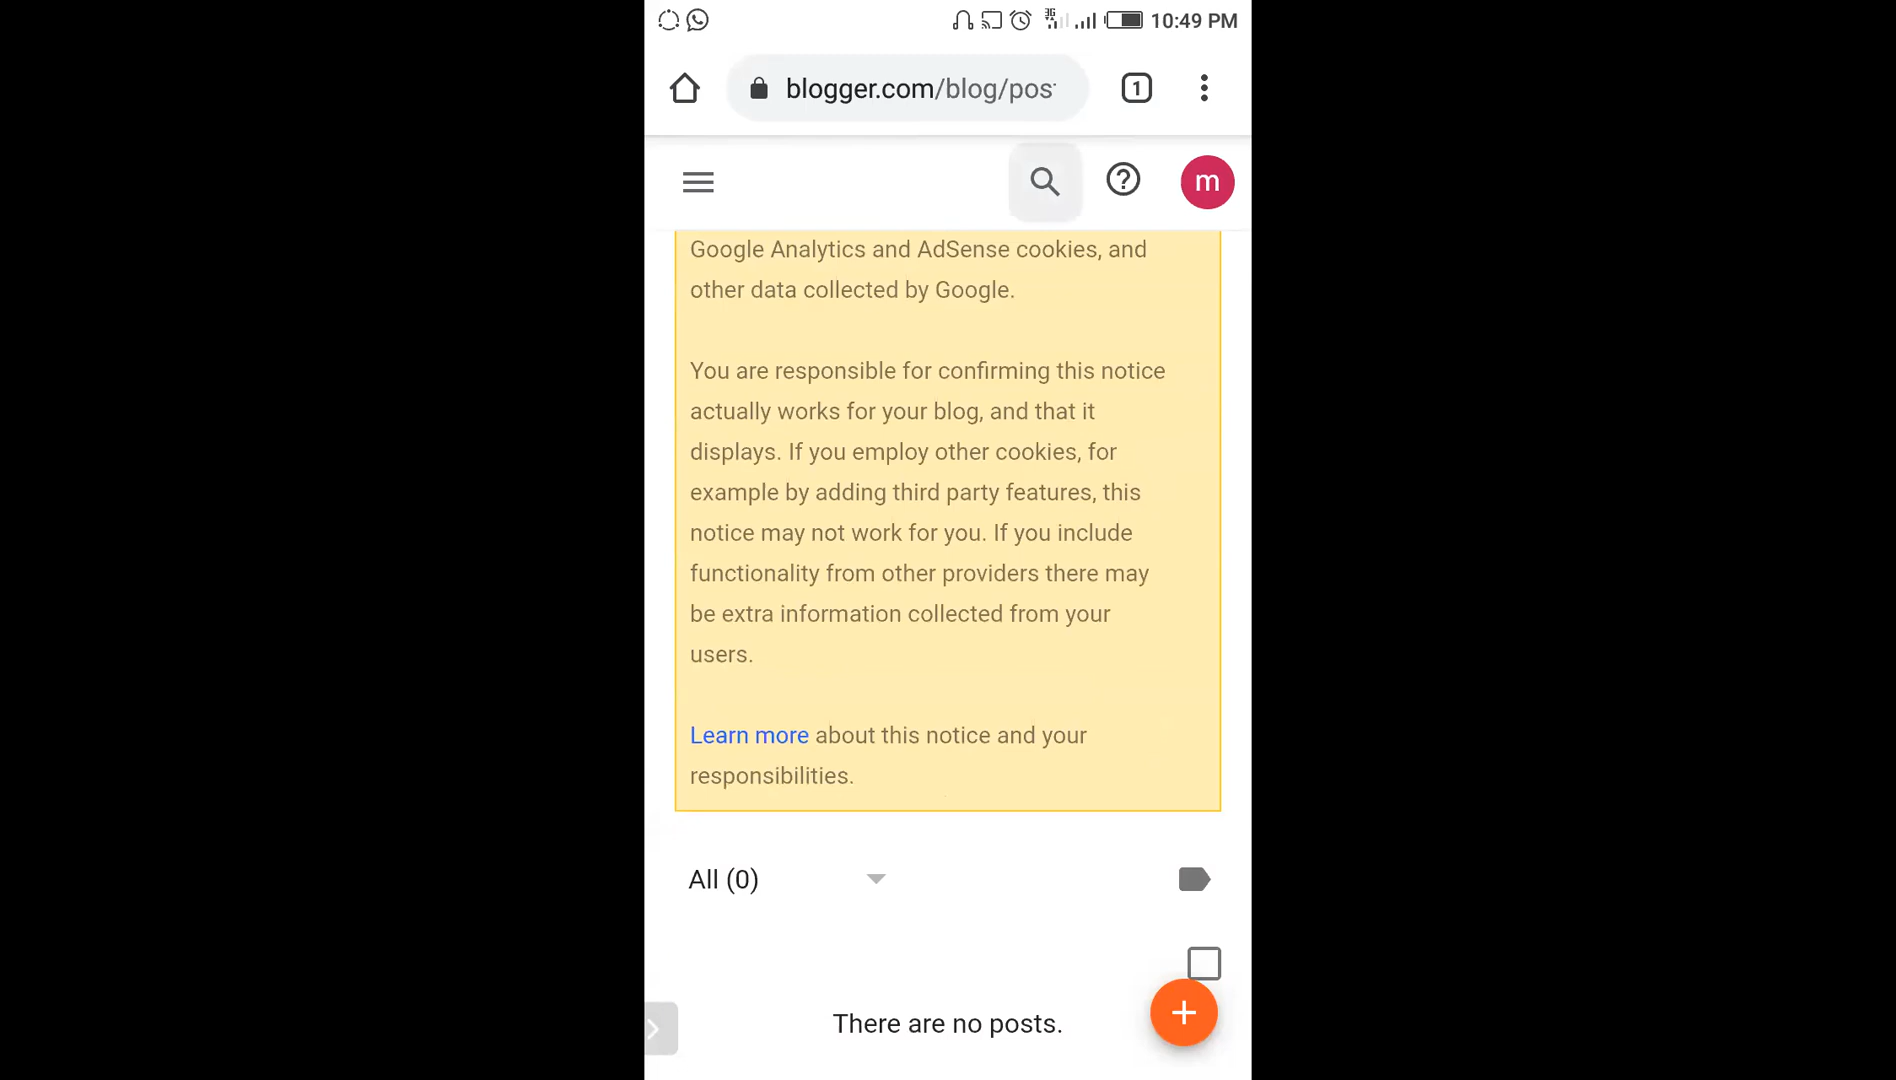 10:49 PM
1
blogger.com/blog/pos
m
Google Analytics and AdSense cookies, and
other data collected by Google.
You are responsible for confirming this notice
actually works for your blog, and that it
displays. If you employ other cookies, for
example by adding third party features, this
notice may not work for you. If you include
functionality from other providers there may
be extra information collected from your
users.
Learn more about this notice and your
responsibilities.
All (0)
There are no posts.